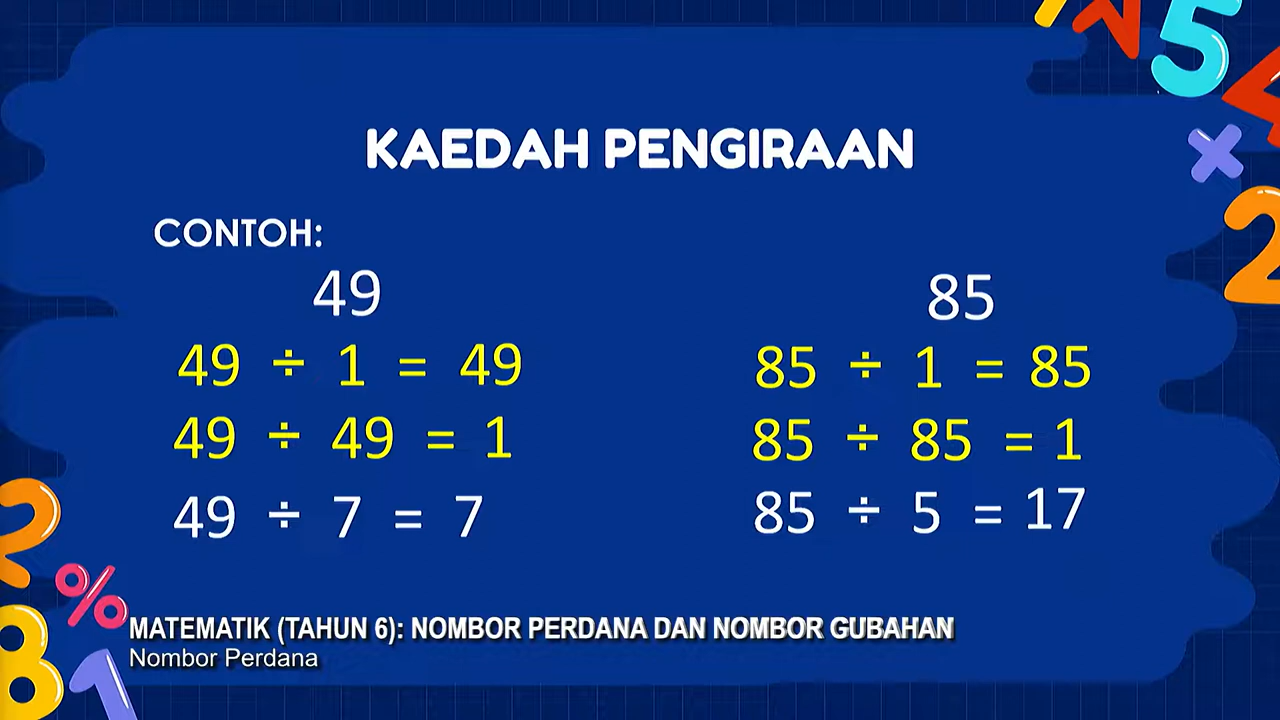 KAEDAH PENGIRAAN
CONTOH:
49
49 ÷ 1 = 49
49 ÷ 49 = 1
49 ÷ 7 = 7
85
85 ÷ 1 = 85
85 ÷ 85 = 1
85 ÷ 5 = 17
MATEMATIK (TAHUN 6): NOMBOR PERDANA DAN NOMBOR GUBAHAN
Nombor Perdana